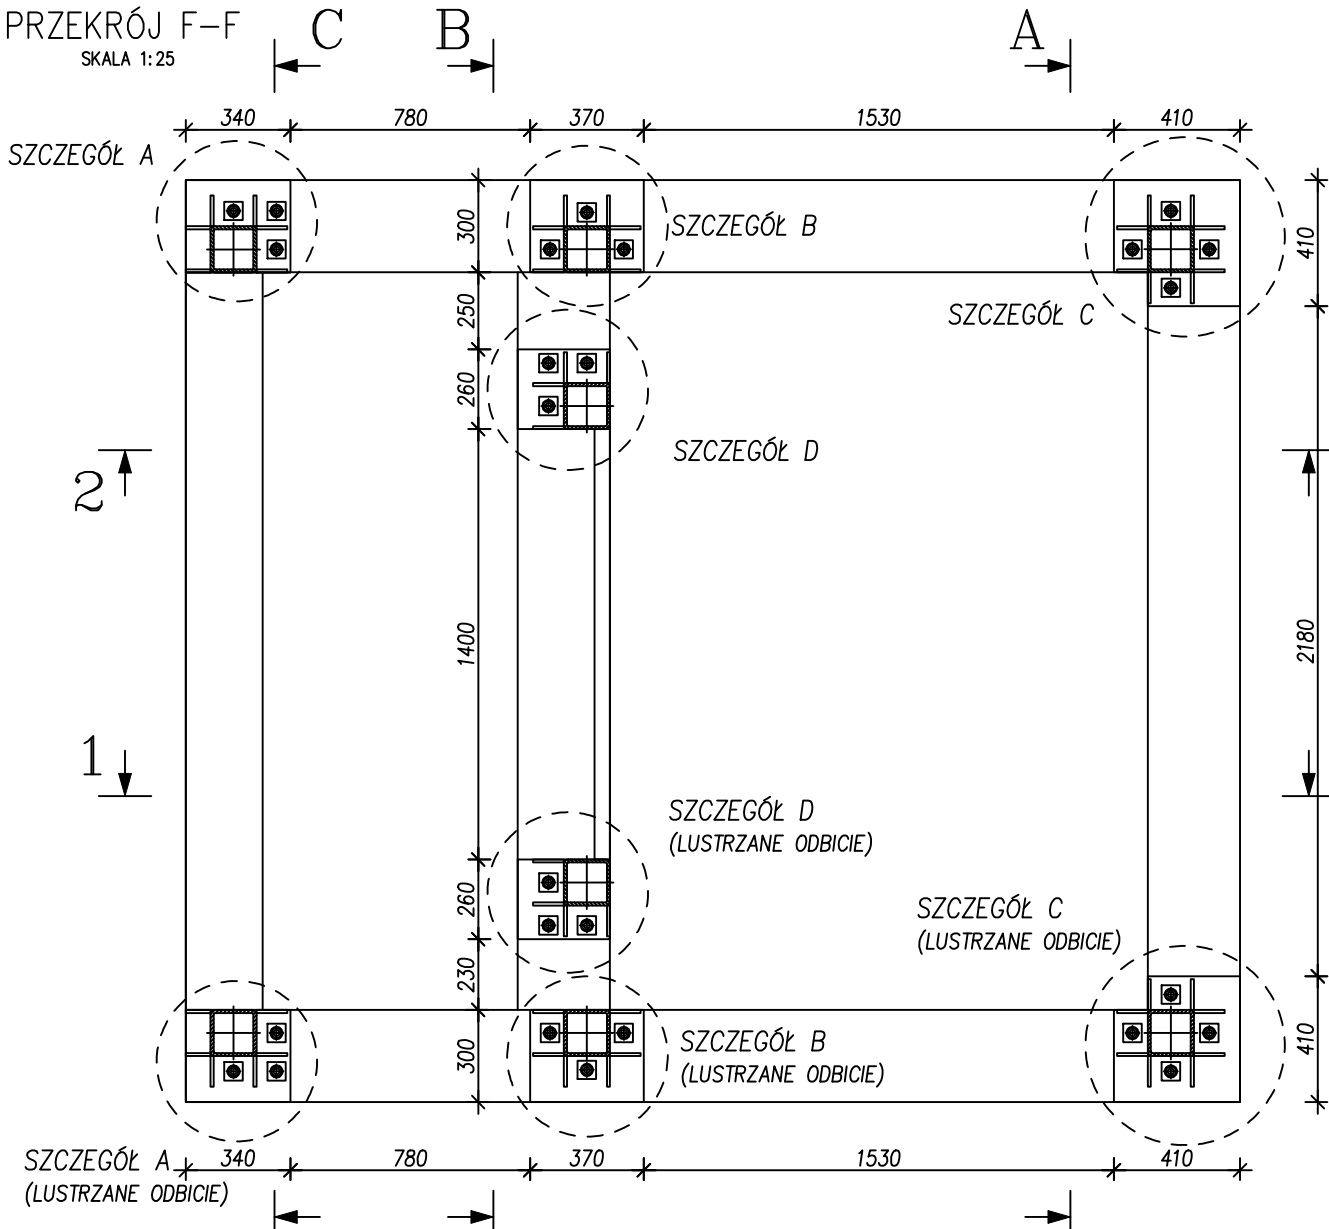 PRZEKRÓJ F-F
SKALA 1:25
C
B
A
340
780
370
1530
410
SZCZEGÓŁ A
300
SZCZEGÓŁ B
410
250
SZCZEGÓŁ C
260
SZCZEGÓŁ D
2
1400
2180
1
SZCZEGÓŁ D
(LUSTRZANE ODBICIE)
260
SZCZEGÓŁ C
(LUSTRZANE ODBICIE)
230
300
SZCZEGÓŁ B
(LUSTRZANE ODBICIE)
410
SZCZEGÓŁ A
(LUSTRZANE ODBICIE)
340
780
370
1530
410